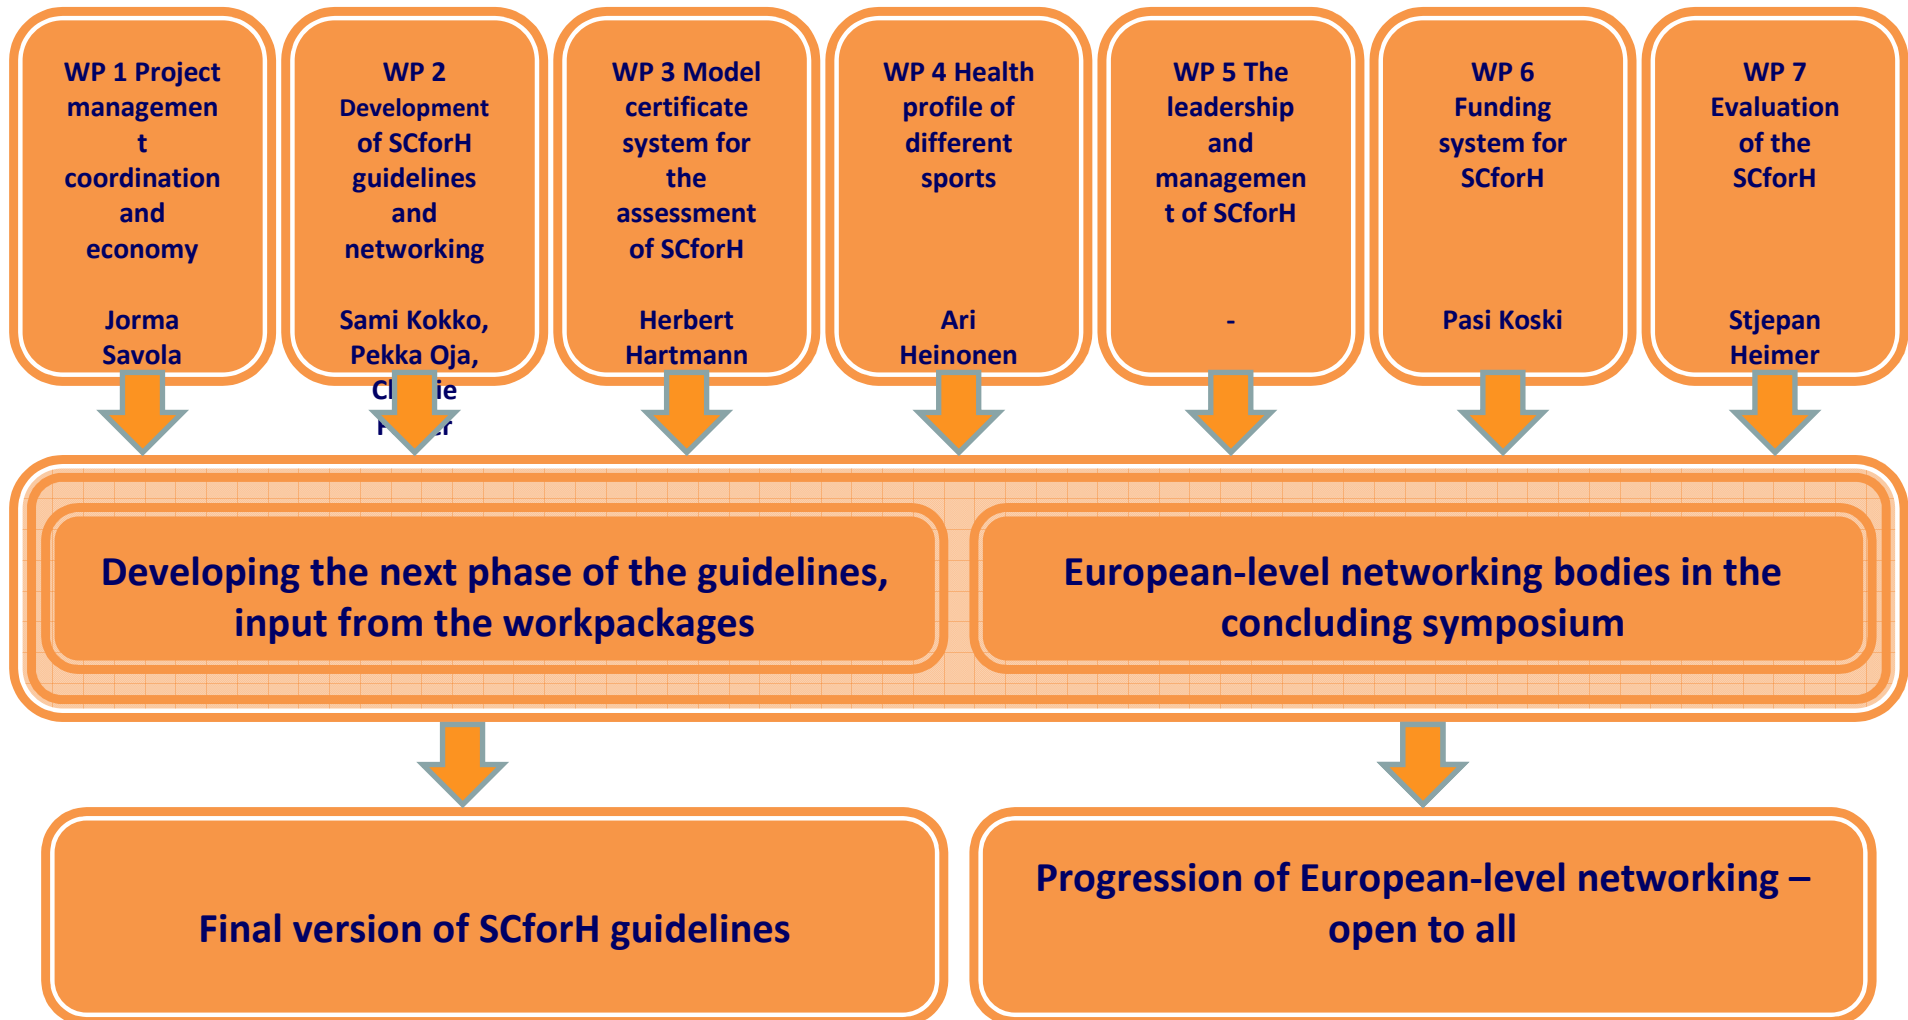 WP 1 Project
managemen
t
coordination
and
economy
Jorma
Savola
WP 2
Development
of SCforH
guidelines
and
networking
Sami Kokko,
Pekka Oja,
WP 3 Model
certificate
system for
the
assessment
of SCforH
Herbert
Hartmann
WP 4 Health
profile of
different
sports
Ari
Heinonen
WP 5 The
leadership
and
managemen
t of SCforH
-
WP 6
Funding
system for
SCforH
Pasi Koski
WP 7
Evaluation
of the
SCforH
Stjepan
Heimer
Developing the next phase of the guidelines,
input from the workpackages
European-level networking bodies in the
concluding symposium
Final version of SCforH guidelines
Progression of European-level networking –
open to all